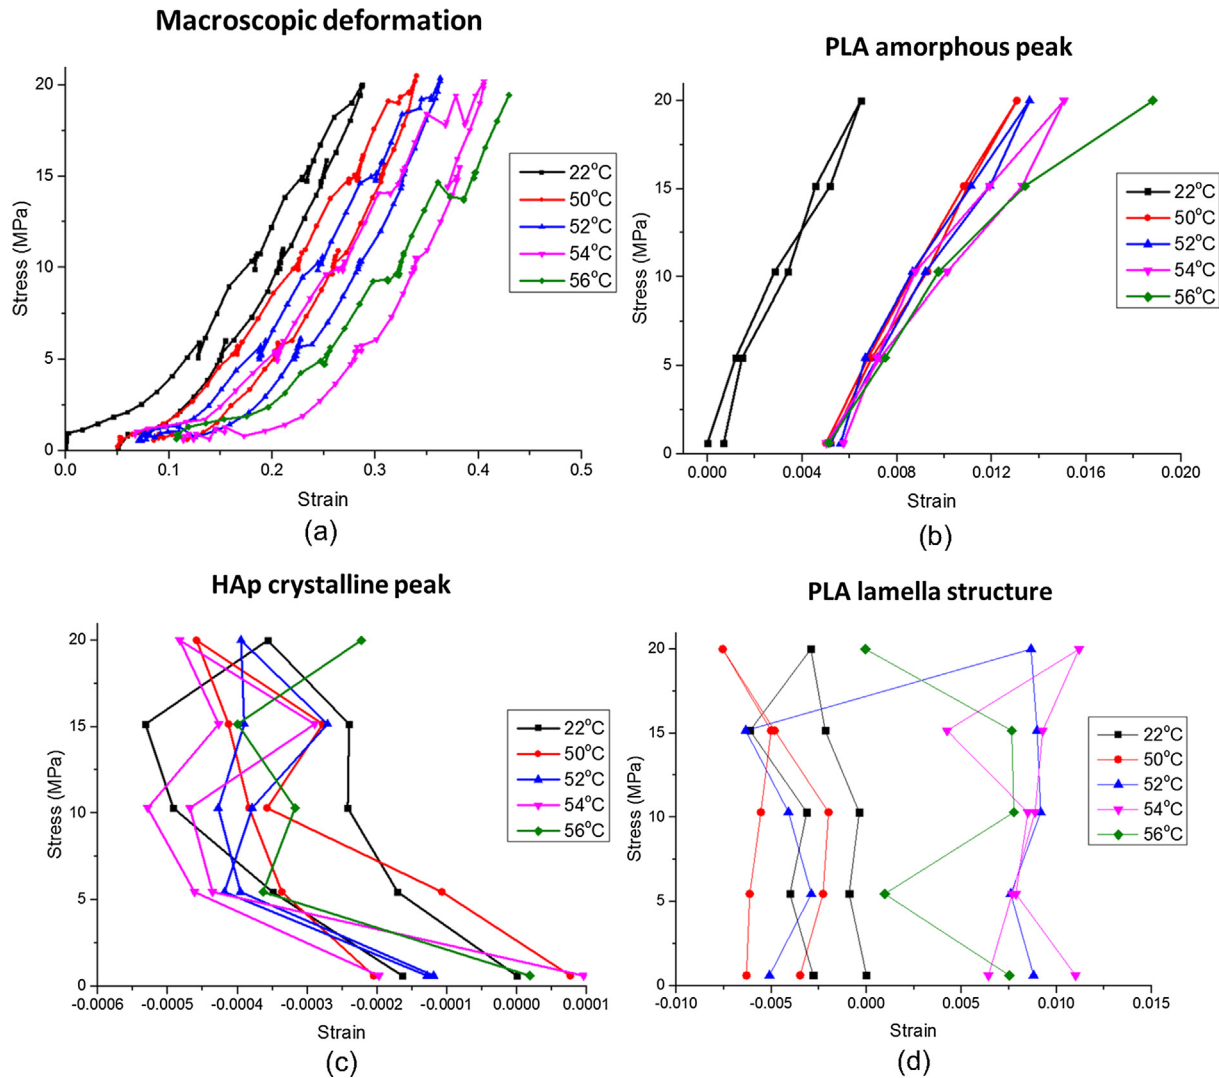 Macroscopic deformation
20
15
10
5
0
0.0 0.1 0.2 0.3 0.4 0.5
Stress (MPa)
Strain
22°C
50°C
52°C
54°C
56°C
(a)
PLA amorphous peak
20
15
10
5
0
0.000 0.004 0.008 0.012 0.016 0.020
Stress (MPa)
Strain
22°C
50°C
52°C
54°C
56°C
(b)
HAp crystalline peak
20
15
10
5
0
-0.0006 -0.0005 -0.0004 -0.0003 -0.0002 -0.0001 0.0000 0.0001
Stress (MPa)
Strain
22°C
50°C
52°C
54°C
56°C
(c)
PLA lamella structure
20
15
10
5
0
-0.010 -0.005 0.000 0.005 0.010 0.015
Stress (MPa)
Strain
22°C
50°C
52°C
54°C
56°C
(d)